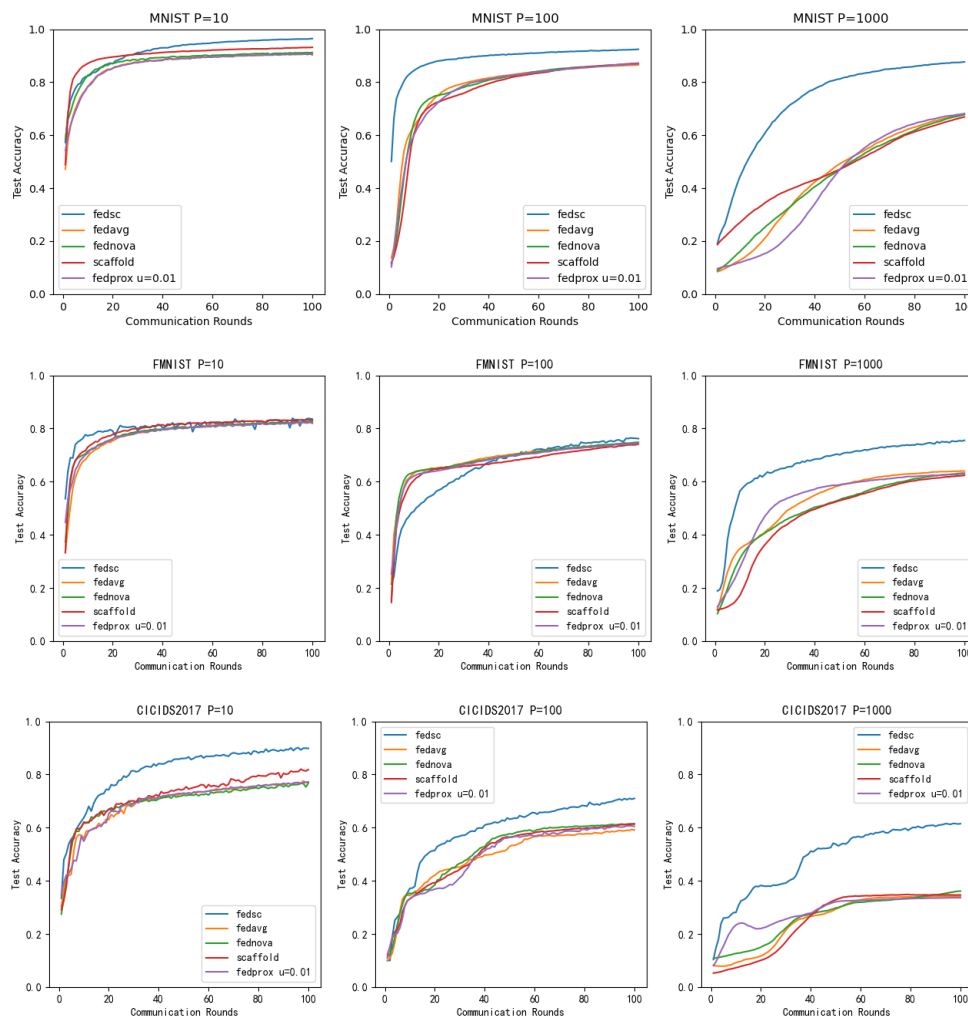 MNIST P=10
Test Accuracy
1.0
0.8
0.6
0.4
0.2
0.0
fedsc
fedavg
fednova
scaffold
fedprox u=0.01
0 20 40 60 80 100
Communication Rounds
MNIST P=100
Test Accuracy
1.0
0.8
0.6
0.4
0.2
0.0
fedsc
fedavg
fednova
scaffold
fedprox u=0.01
0 20 40 60 80 100
Communication Rounds
MNIST P=1000
Test Accuracy
1.0
0.8
0.6
0.4
0.2
0.0
fedsc
fedavg
fednova
scaffold
fedprox u=0.01
0 20 40 60 80 100
Communication Rounds
FMNIST P=10
Test Accuracy
1.0
0.8
0.6
0.4
0.2
0.0
fedsc
fedavg
fednova
scaffold
fedprox u=0.01
0 20 40 60 80 100
Communication Rounds
FMNIST P=100
Test Accuracy
1.0
0.8
0.6
0.4
0.2
0.0
fedsc
fedavg
fednova
scaffold
fedprox u=0.01
0 20 40 60 80 100
Communication Rounds
FMNIST P=1000
Test Accuracy
1.0
0.8
0.6
0.4
0.2
0.0
fedsc
fedavg
fednova
scaffold
fedprox u=0.01
0 20 40 60 80 100
Communication Rounds
CICIDS2017 P=10
Test Accuracy
1.0
0.8
0.6
0.4
0.2
0.0
fedsc
fedavg
fednova
scaffold
fedprox u=0.01
0 20 40 60 80 100
Communication Rounds
CICIDS2017 P=100
Test Accuracy
1.0
0.8
0.6
0.4
0.2
0.0
fedsc
fedavg
fednova
scaffold
fedprox u=0.01
0 20 40 60 80 100
Communication Rounds
CICIDS2017 P=1000
Test Accuracy
1.0
0.8
0.6
0.4
0.2
0.0
fedsc
fedavg
fednova
scaffold
fedprox u=0.01
0 20 40 60 80 100
Communication Rounds